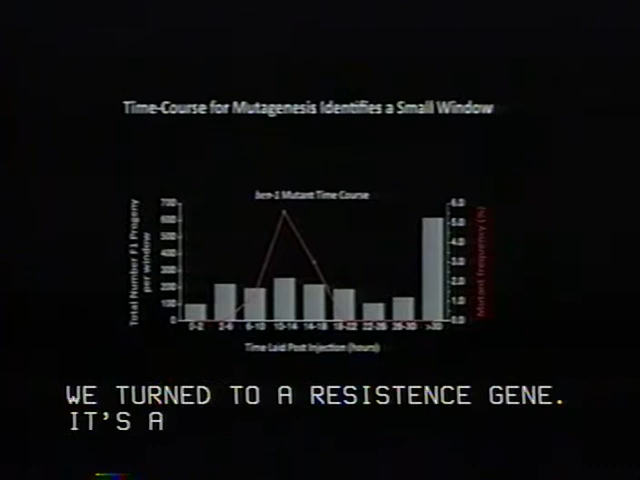 Time-Course for Mutagenesis Identifies a Small Window
ben-1 Mutant Time Course
Total Number F1 Progeny
per window
700
600
500
400
300
200
100
0
6.0
5.0
4.0
3.0
2.0
1.0
0.0
Mutant frequency (%)
0-2 2-6 6-10 10-14 14-18 18-22 22-26 26-30 >30
Time Laid Post Injection (hours)
WE TURNED TO A RESISTENCE GENE.
IT'S A